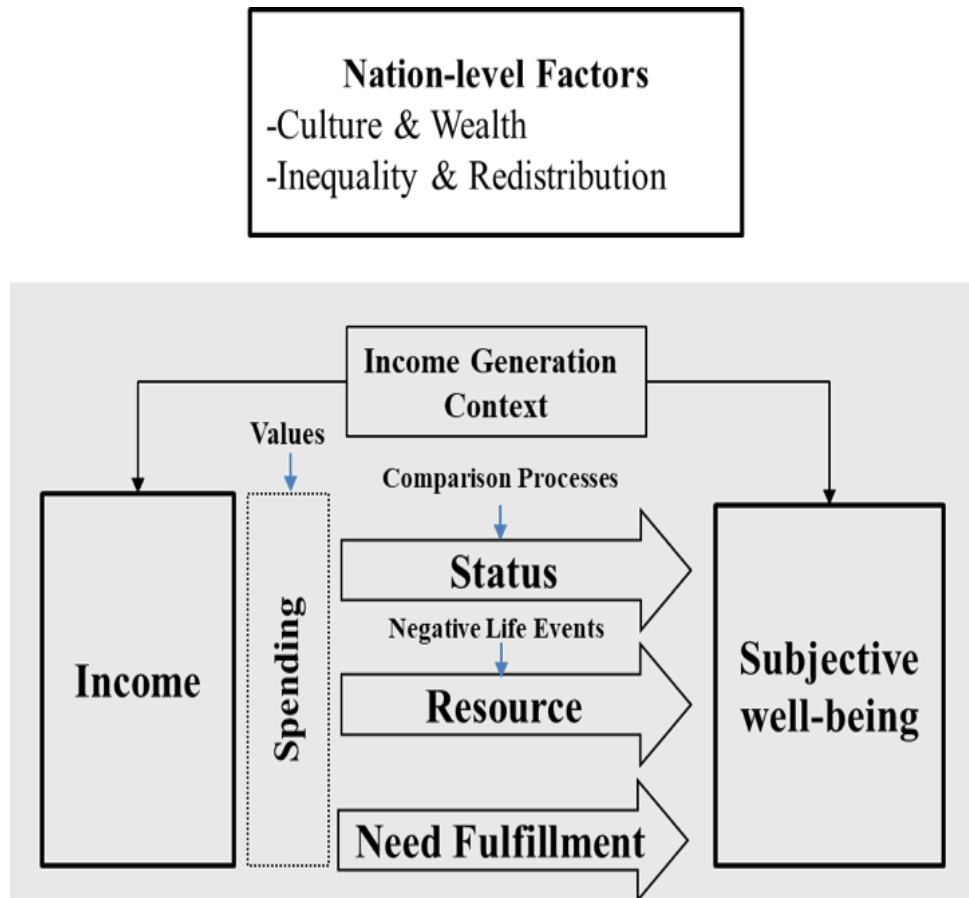 Nation-level Factors
-Culture & Wealth
-Inequality & Redistribution
Income Generation
Context
Values
Comparison Processes
Status
Negative Life Events
Income
Spending
Resource
Subjective
well-being
Need Fulfillment